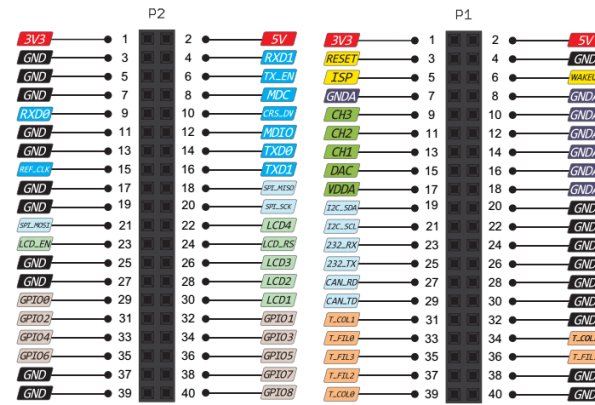 P2
3V3 1 2 5V
GND 3 4 RXD1
GND 5 6 TX_EN
GND 7 8 MDC
RXD0 9 10 CRS_DV
GND 11 12 MDIO
GND 13 14 TXD0
REF_CLK 15 16 TXD1
GND 17 18 SPI_MISO
GND 19 20 SPI_SCK
SPI_MOSI 21 22 LCD4
LCD_EN 23 24 LCD_RS
GND 25 26 LCD3
GND 27 28 LCD2
GPIO0 29 30 LCD1
GPIO2 31 32 GPIO1
GPIO4 33 34 GPIO3
GPIO6 35 36 GPIO5
GND 37 38 GPIO7
GND 39 40 GPIO8
P1
3V3 1 2 5V
RESET 3 4 GND
ISP 5 6 WAKEU
GNDA 7 8 GNDA
CH3 9 10 GNDA
CH2 11 12 GNDA
CH1 13 14 GNDA
DAC 15 16 GNDA
VDDA 17 18 GNDA
I2C_SDA 19 20 GND
I2C_SCL 21 22 GND
232_RX 23 24 GND
232_TX 25 26 GND
CAN_RD 27 28 GND
CAN_TD 29 30 GND
T_COL1 31 32 GND
T_FIL0 33 34 T_COL
T_FIL3 35 36 T_FIL
T_FIL2 37 38 GND
T_COL0 39 40 GND